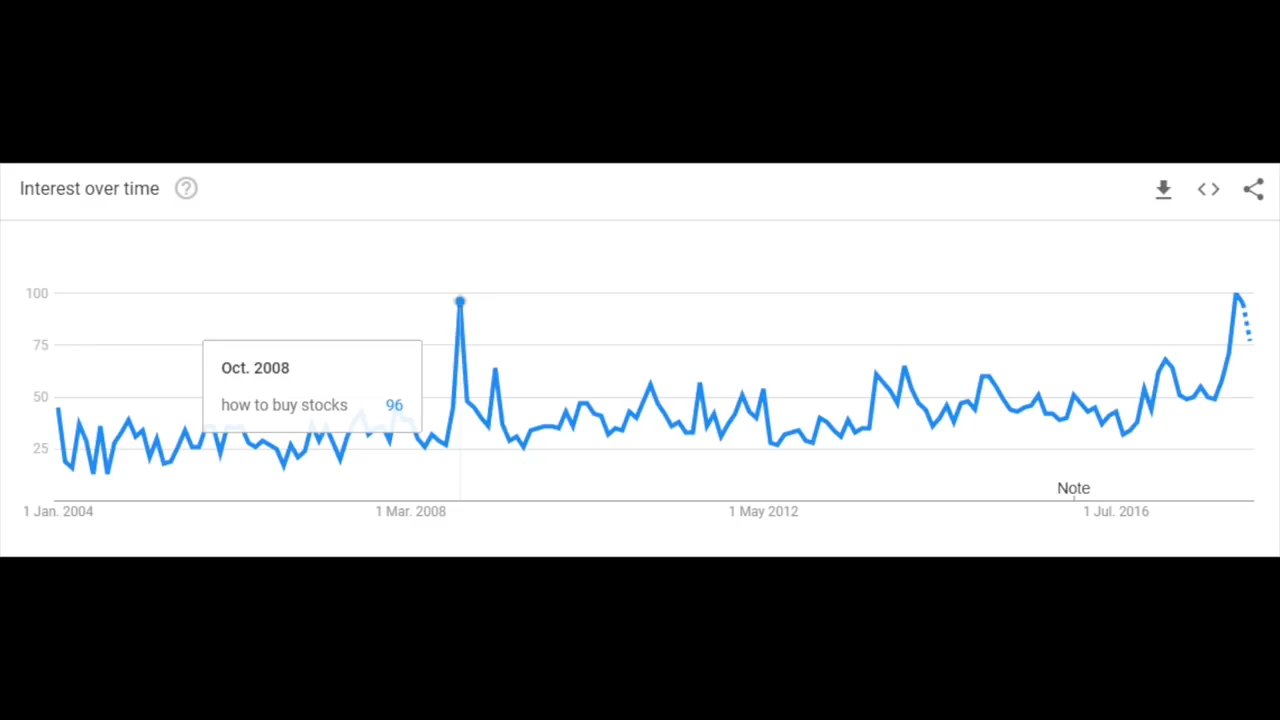 Interest over time ?
100
75
50
25
Oct. 2008
how to buy stocks 96
Note
1 Jan. 2004 1 Mar. 2008 1 May 2012 1 Jul. 2016